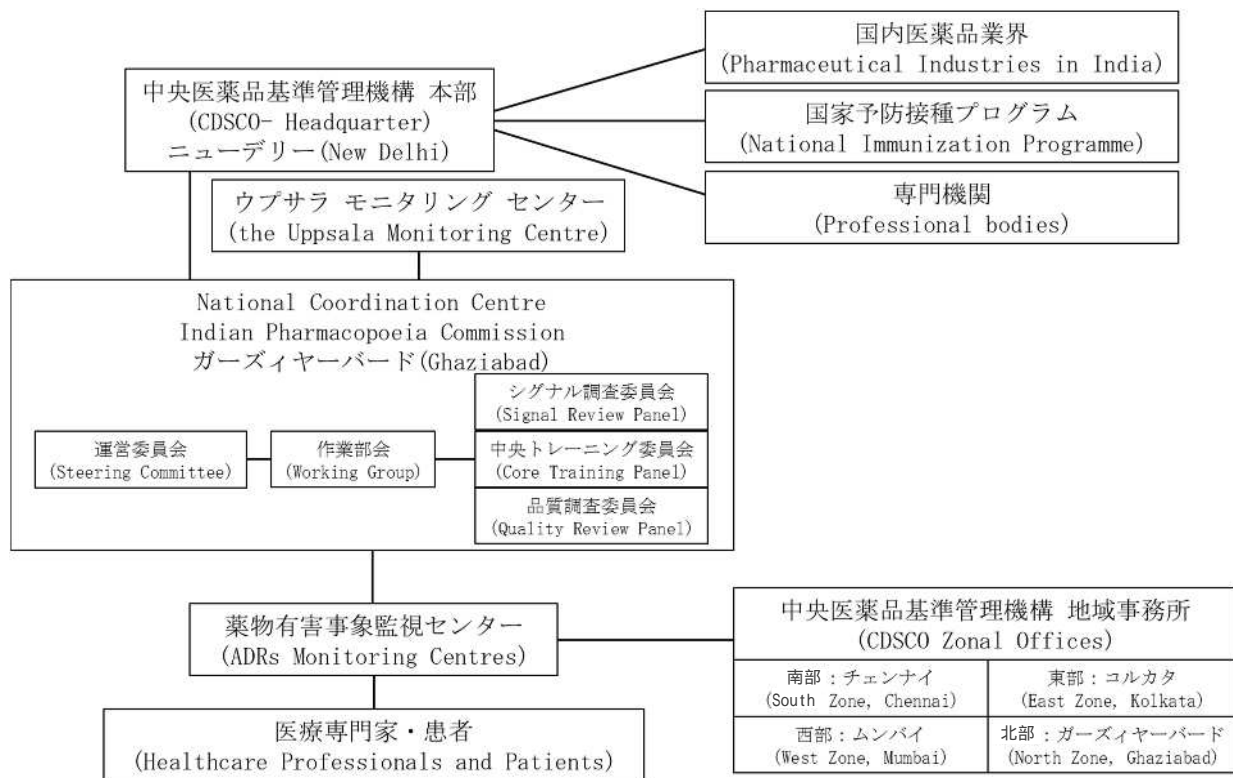 国内医薬品業界
(Pharmaceutical Industries in India)
中央医薬品基準管理機構 本部
(CDSCO- Headquarter)
ニューデリー(New Delhi)
国家予防接種プログラム
(National Immunization Programme)
専門機関
(Professional bodies)
ウプサラ モニタリング センター
(the Uppsala Monitoring Centre)
National Coordination Centre
Indian Pharmacopoeia Commission
ガーズィヤーバード(Ghaziabad)
シグナル調査委員会
(Signal Review Panel)
運営委員会
(Steering Committee)
作業部会
(Working Group)
中央トレーニング委員会
(Core Training Panel)
品質調査委員会
(Quality Review Panel)
薬物有害事象監視センター
(ADRs Monitoring Centres)
中央医薬品基準管理機構 地域事務所
(CDSCO Zonal Offices)
南部：チェンナイ
(South Zone, Chennai)
東部：コルカタ
(East Zone, Kolkata)
西部：ムンバイ
(West Zone, Mumbai)
北部：ガーズィヤーバード
(North Zone, Ghaziabad)
医療専門家・患者
(Healthcare Professionals and Patients)